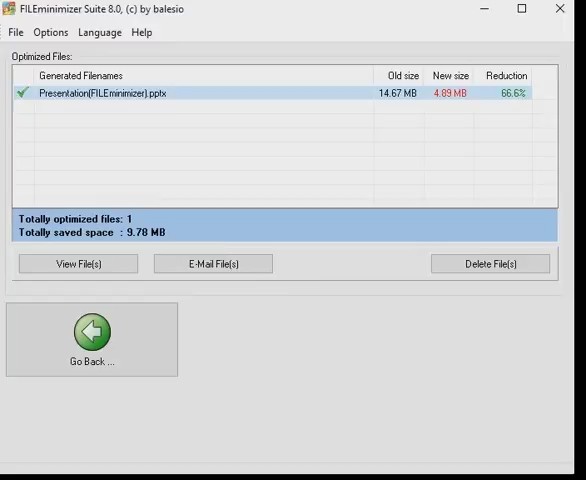 FILEminimizer Suite 8.0, (c) by balesio
File Options Language Help
Optimized Files:
Generated Filenames Old size New size Reduction
Presentation(FILEminimizer).pptx 14.67 MB 4.89 MB 66.6%
Totally optimized files: 1
Totally saved space : 9.78 MB
View File(s) E-Mail File(s) Delete File(s)
Go Back ...